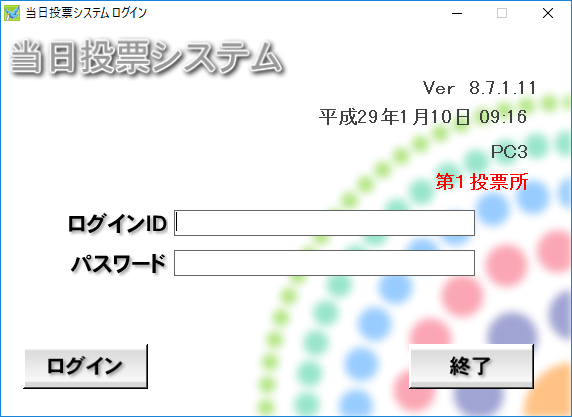 当日投票システム ログイン
当日投票システム
Ver 8.7.1.11
平成29年1月10日 09:16
PC3
第1投票所
ログインID
パスワード
ログイン 終了